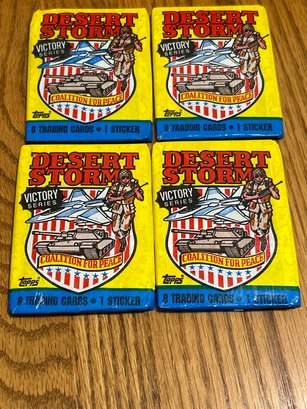 DESERT
STORM
VICTORY
SERIES
COALITION FOR PEACE
8 TRADING CARDS • 1 STICKER
DESERT
STORM
VICTORY
SERIES
COALITION FOR PEACE
Topps
8 TRADING CARDS • 1 STICKER
DESERT
STORM
VICTORY
SERIES
COALITION FOR PEACE
Topps
8 TRADING CARDS • 1 STICKER
DESERT
STORM
VICTORY
SERIES
COALITION FOR PEACE
Topps
8 TRADING CARDS • 1 STICKER